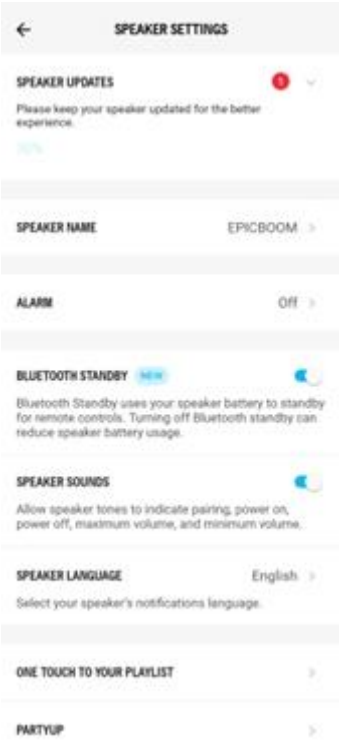 SPEAKER SETTINGS
SPEAKER UPDATES
Please keep your speaker updated for the better
experience.
SPEAKER NAME EPICBOOM
ALARM Off
BLUETOOTH STANDBY NEW
Bluetooth Standby uses your speaker battery to standby
for remote controls. Turning off Bluetooth standby can
reduce speaker battery usage.
SPEAKER SOUNDS
Allow speaker tones to indicate pairing, power on,
power off, maximum volume, and minimum volume.
SPEAKER LANGUAGE English
Select your speaker's notifications language.
ONE TOUCH TO YOUR PLAYLIST
PARTYUP